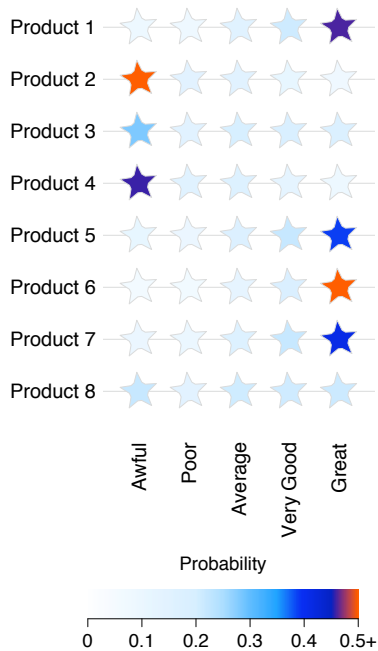 Product 1
Product 2
Product 3
Product 4
Product 5
Product 6
Product 7
Product 8
Awful
Poor
Average
Very Good
Great
Probability
0 0.1 0.2 0.3 0.4 0.5+